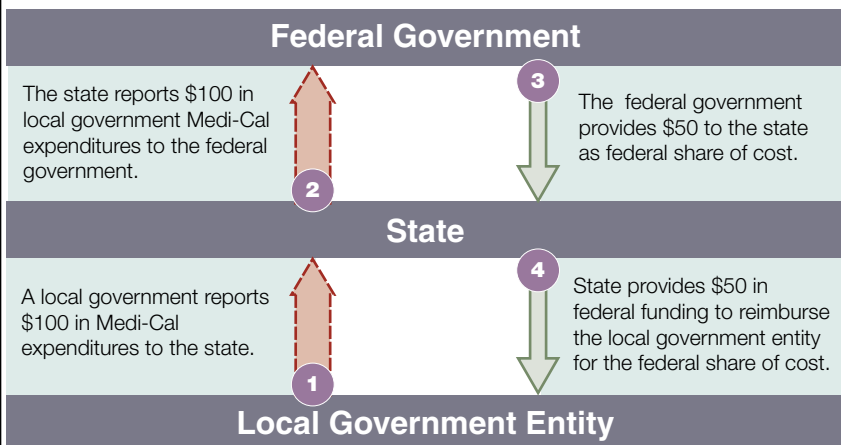 Federal Government
The state reports $100 in
local government Medi-Cal
expenditures to the federal
government.
2
3
The federal government
provides $50 to the state
as federal share of cost.
State
A local government reports
$100 in Medi-Cal
expenditures to the state.
1
4
State provides $50 in
federal funding to reimburse
the local government entity
for the federal share of cost.
Local Government Entity